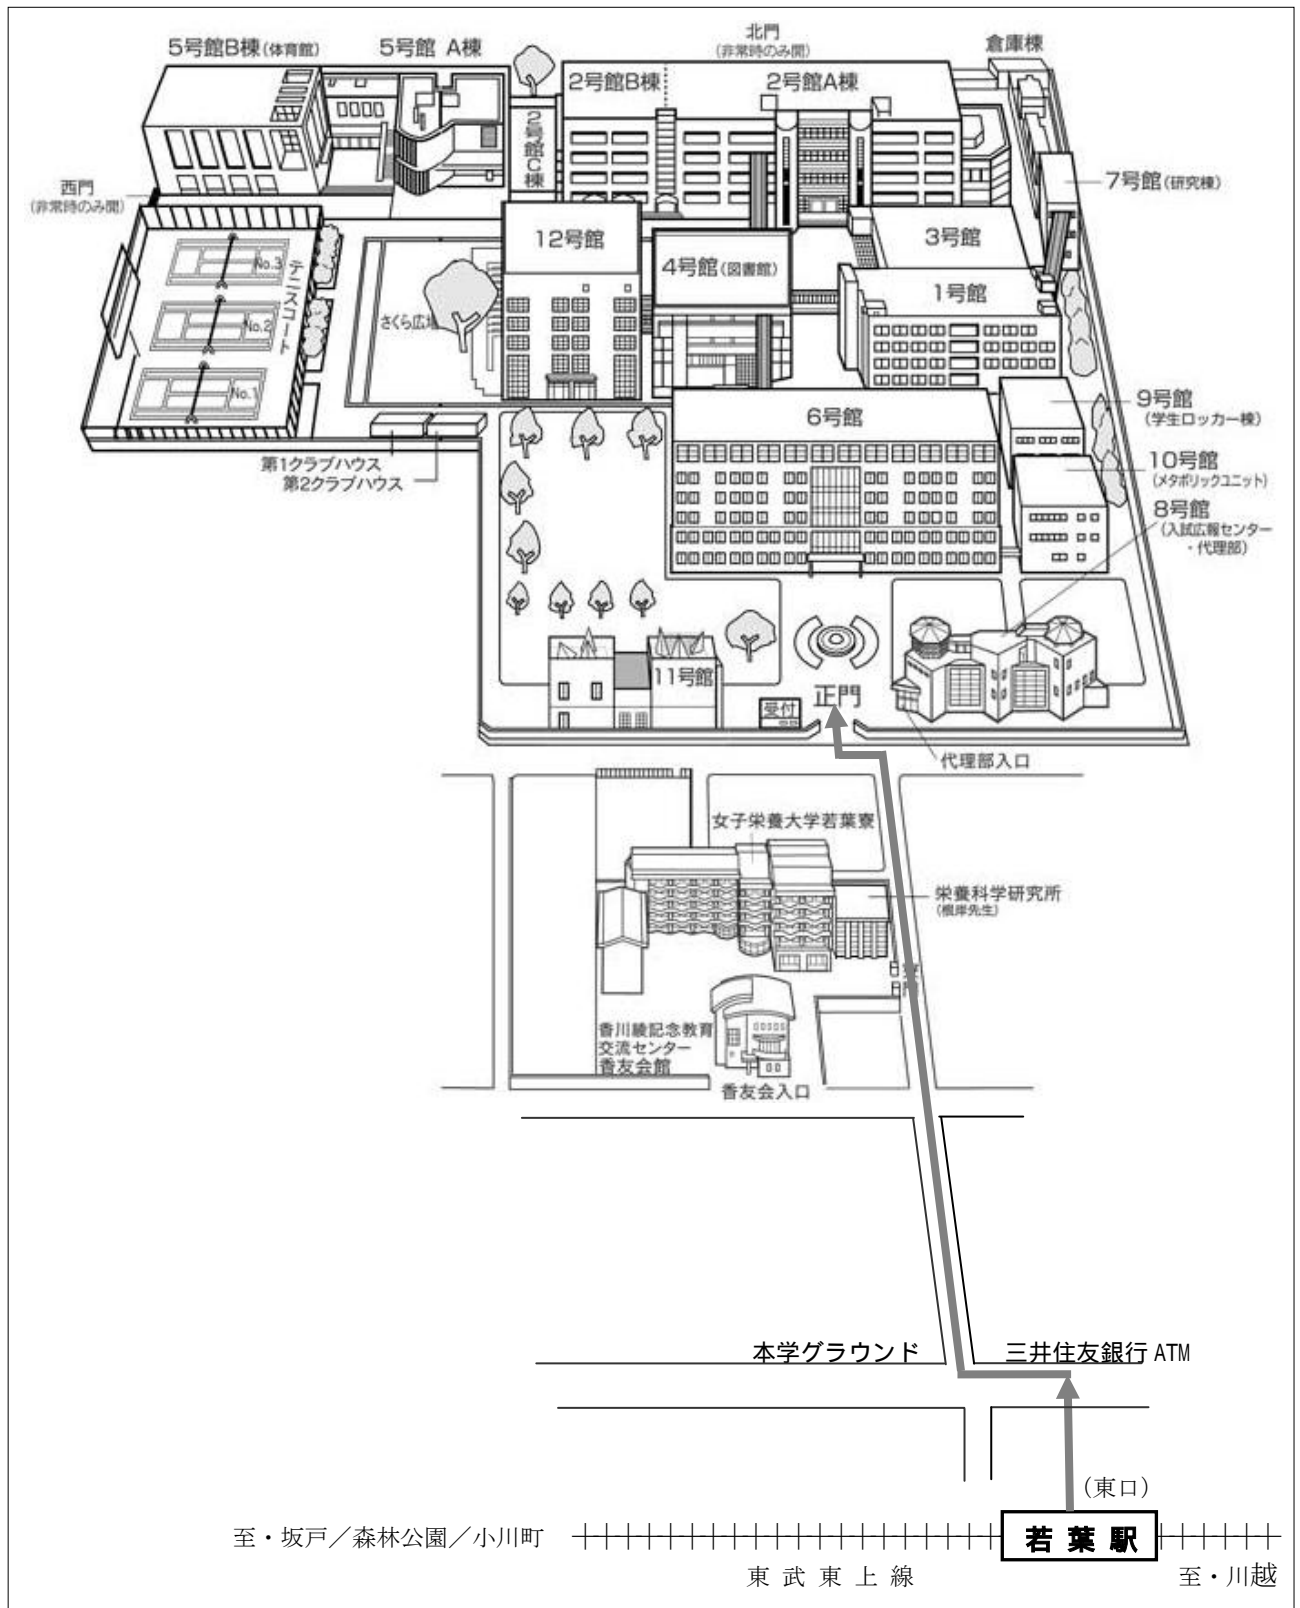 北門
(非常時のみ開)
倉庫棟
5号館B棟(体育館)
5号館 A棟
2号館B棟
2号館A棟
2号館C棟
西門
(非常時のみ開)
7号館(研究棟)
12号館
3号館
4号館(図書館)
1号館
No.3
テニスコート
No.2
さくら広場
No.1
9号館
(学生ロッカー棟)
6号館
第1クラブハウス
第2クラブハウス
10号館
(メタボリックユニット)
8号館
(入試広報センター
・代理部)
11号館
正門
受付
代理部入口
女子栄養大学若葉寮
栄養科学研究所
(根岸先生)
香川綾記念教育
交流センター
香友会館
香友会入口
本学グラウンド
三井住友銀行 ATM
(東口)
至・坂戸/森林公園/小川町
若 葉 駅
東 武 東 上 線
至・川越